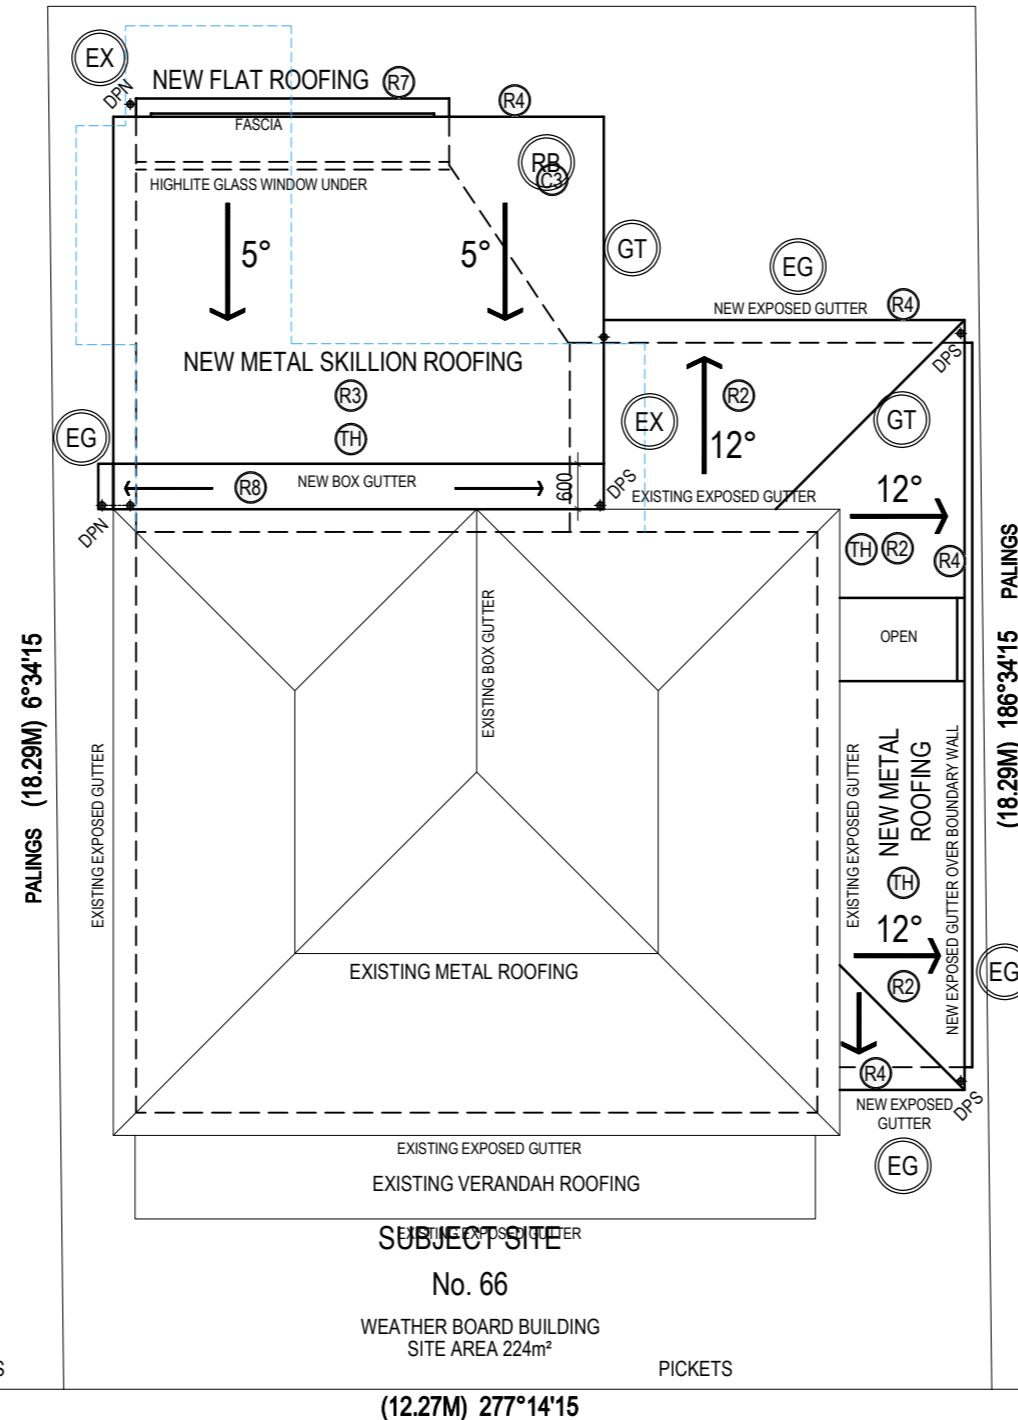 EX
DPN
NEW FLAT ROOFING
R7
R4
FASCIA
RB
C3
HIGHLITE GLASS WINDOW UNDER
5°
5°
GT
EG
NEW EXPOSED GUTTER
R4
DPS
NEW METAL SKILLION ROOFING
R3
TH
EG
EX
R2
12°
GT
NEW BOX GUTTER
R8
600
DPS
DPN
EXISTING EXPOSED GUTTER
12°
TH
R2
R4
PALINGS
(18.29M) 186°34'15
OPEN
EXISTING BOX GUTTER
PALINGS (18.29M) 6°34'15
EXISTING EXPOSED GUTTER
EXISTING EXPOSED GUTTER
NEW METAL
ROOFING
TH
12°
R2
NEW EXPOSED GUTTER OVER BOUNDARY WALL
EG
EXISTING METAL ROOFING
R4
NEW EXPOSED
GUTTER
DPS
EG
EXISTING EXPOSED GUTTER
EXISTING VERANDAH ROOFING
EXISTING EXPOSED GUTTER
SUBJECT SITE
No. 66
WEATHER BOARD BUILDING
SITE AREA 224m²
PICKETS
S
(12.27M) 277°14'15